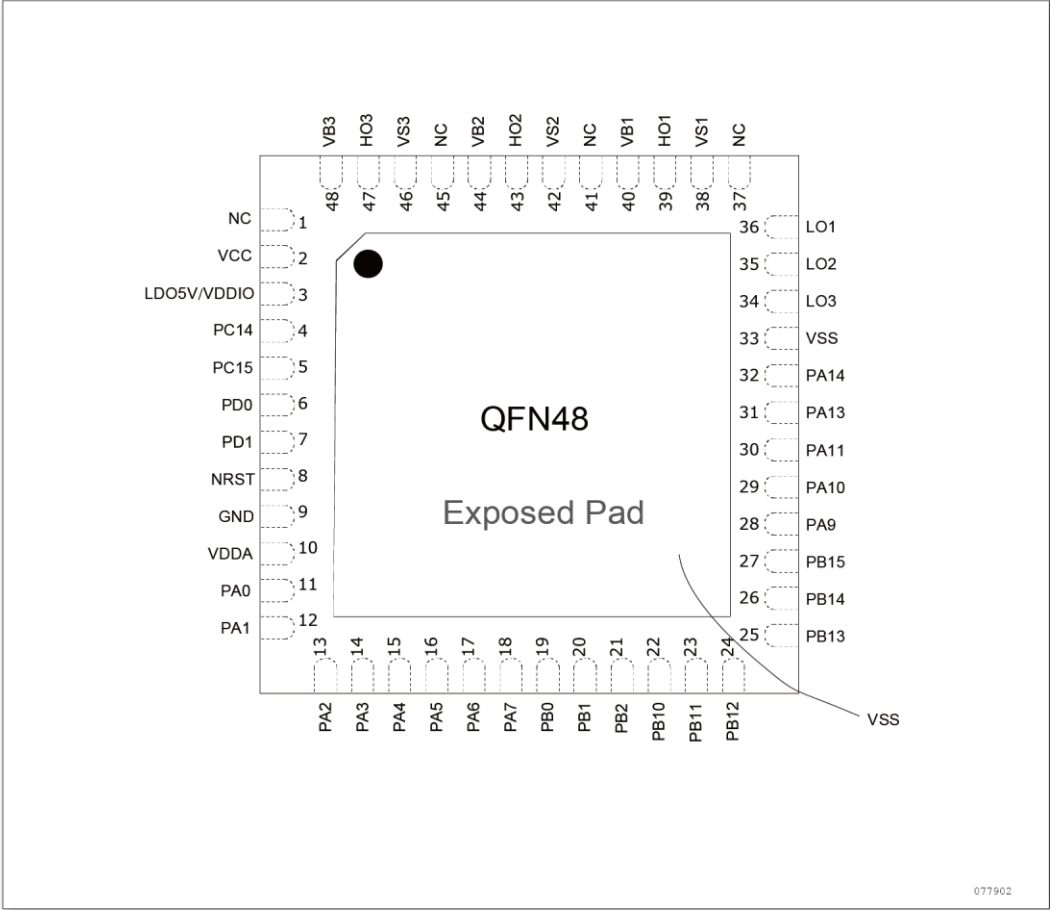 VB3 HO3 VS3 NC VB2 HO2 VS2 NC VB1 HO1 VS1 NC
48 47 46 45 44 43 42 41 40 39 38 37
NC 1
VCC 2
LDO5V/VDDIO 3
PC14 4
PC15 5
PD0 6
PD1 7
NRST 8
GND 9
VDDA 10
PA0 11
PA1 12
36 LO1
35 LO2
34 LO3
33 VSS
32 PA14
31 PA13
30 PA11
29 PA10
28 PA9
27 PB15
26 PB14
25 PB13
QFN48
Exposed Pad
13 14 15 16 17 18 19 20 21 22 23 24
PA2 PA3 PA4 PA5 PA6 PA7 PB0 PB1 PB2 PB10 PB11 PB12
VSS
077902